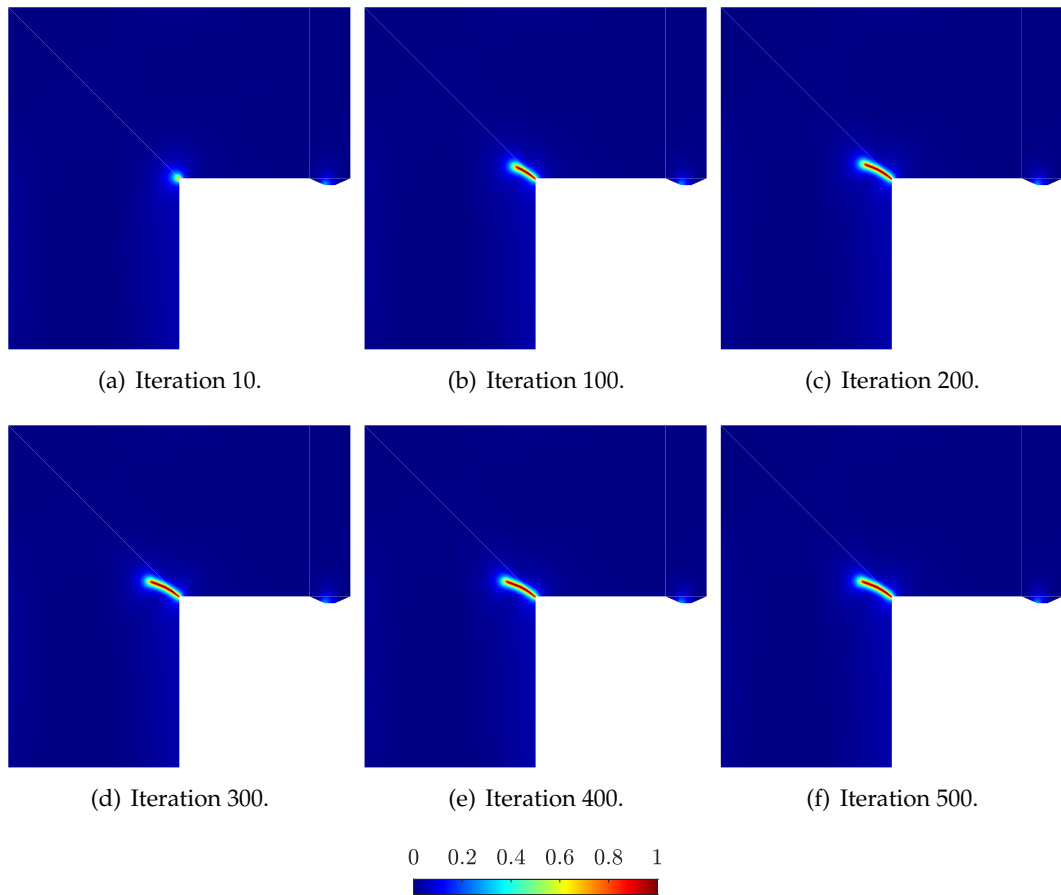 (a) Iteration 10.
(b) Iteration 100.
(c) Iteration 200.
(d) Iteration 300.
(e) Iteration 400.
(f) Iteration 500.
0 0.2 0.4 0.6 0.8 1